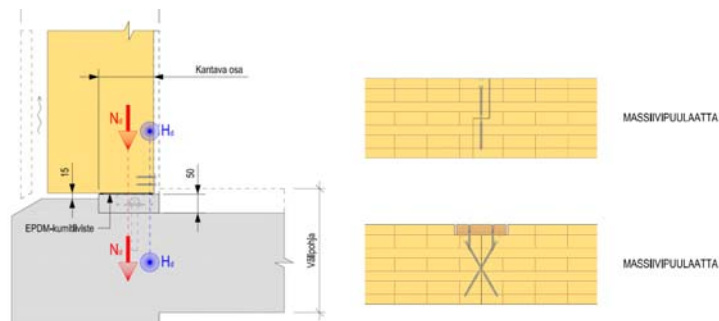 Kantava osa
Nd
Hd
15
50
EPDM-kumitiiviste
Nd
Hd
Välipohja
MASSIIVIPUULAATTA
MASSIIVIPUULAATTA